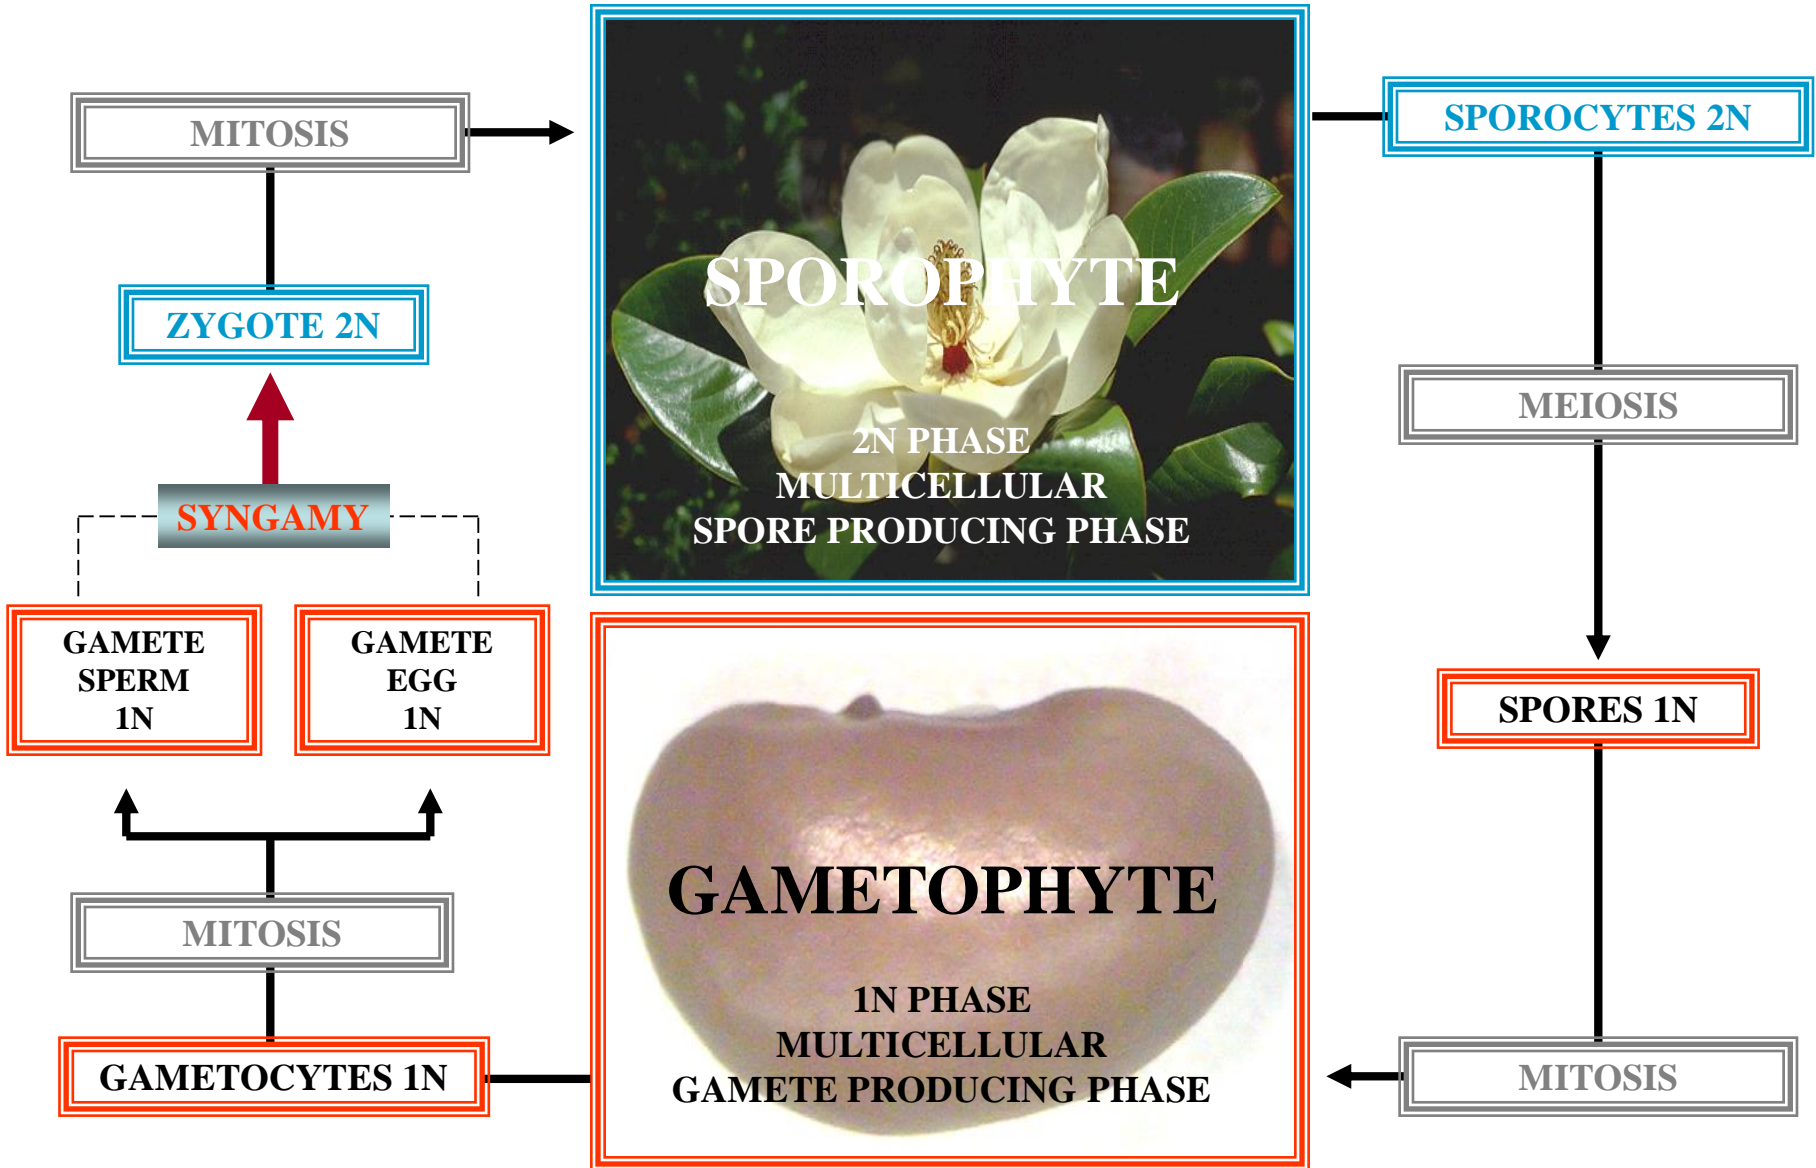 MITOSIS
SPOROCYTES 2N
SPOROPHYTE
ZYGOTE 2N
MEIOSIS
2N PHASE
MULTICELLULAR
SPORE PRODUCING PHASE
SYNGAMY
GAMETE
SPERM
1N
GAMETE
EGG
1N
SPORES 1N
GAMETOPHYTE
MITOSIS
1N PHASE
MULTICELLULAR
GAMETE PRODUCING PHASE
GAMETOCYTES 1N
MITOSIS